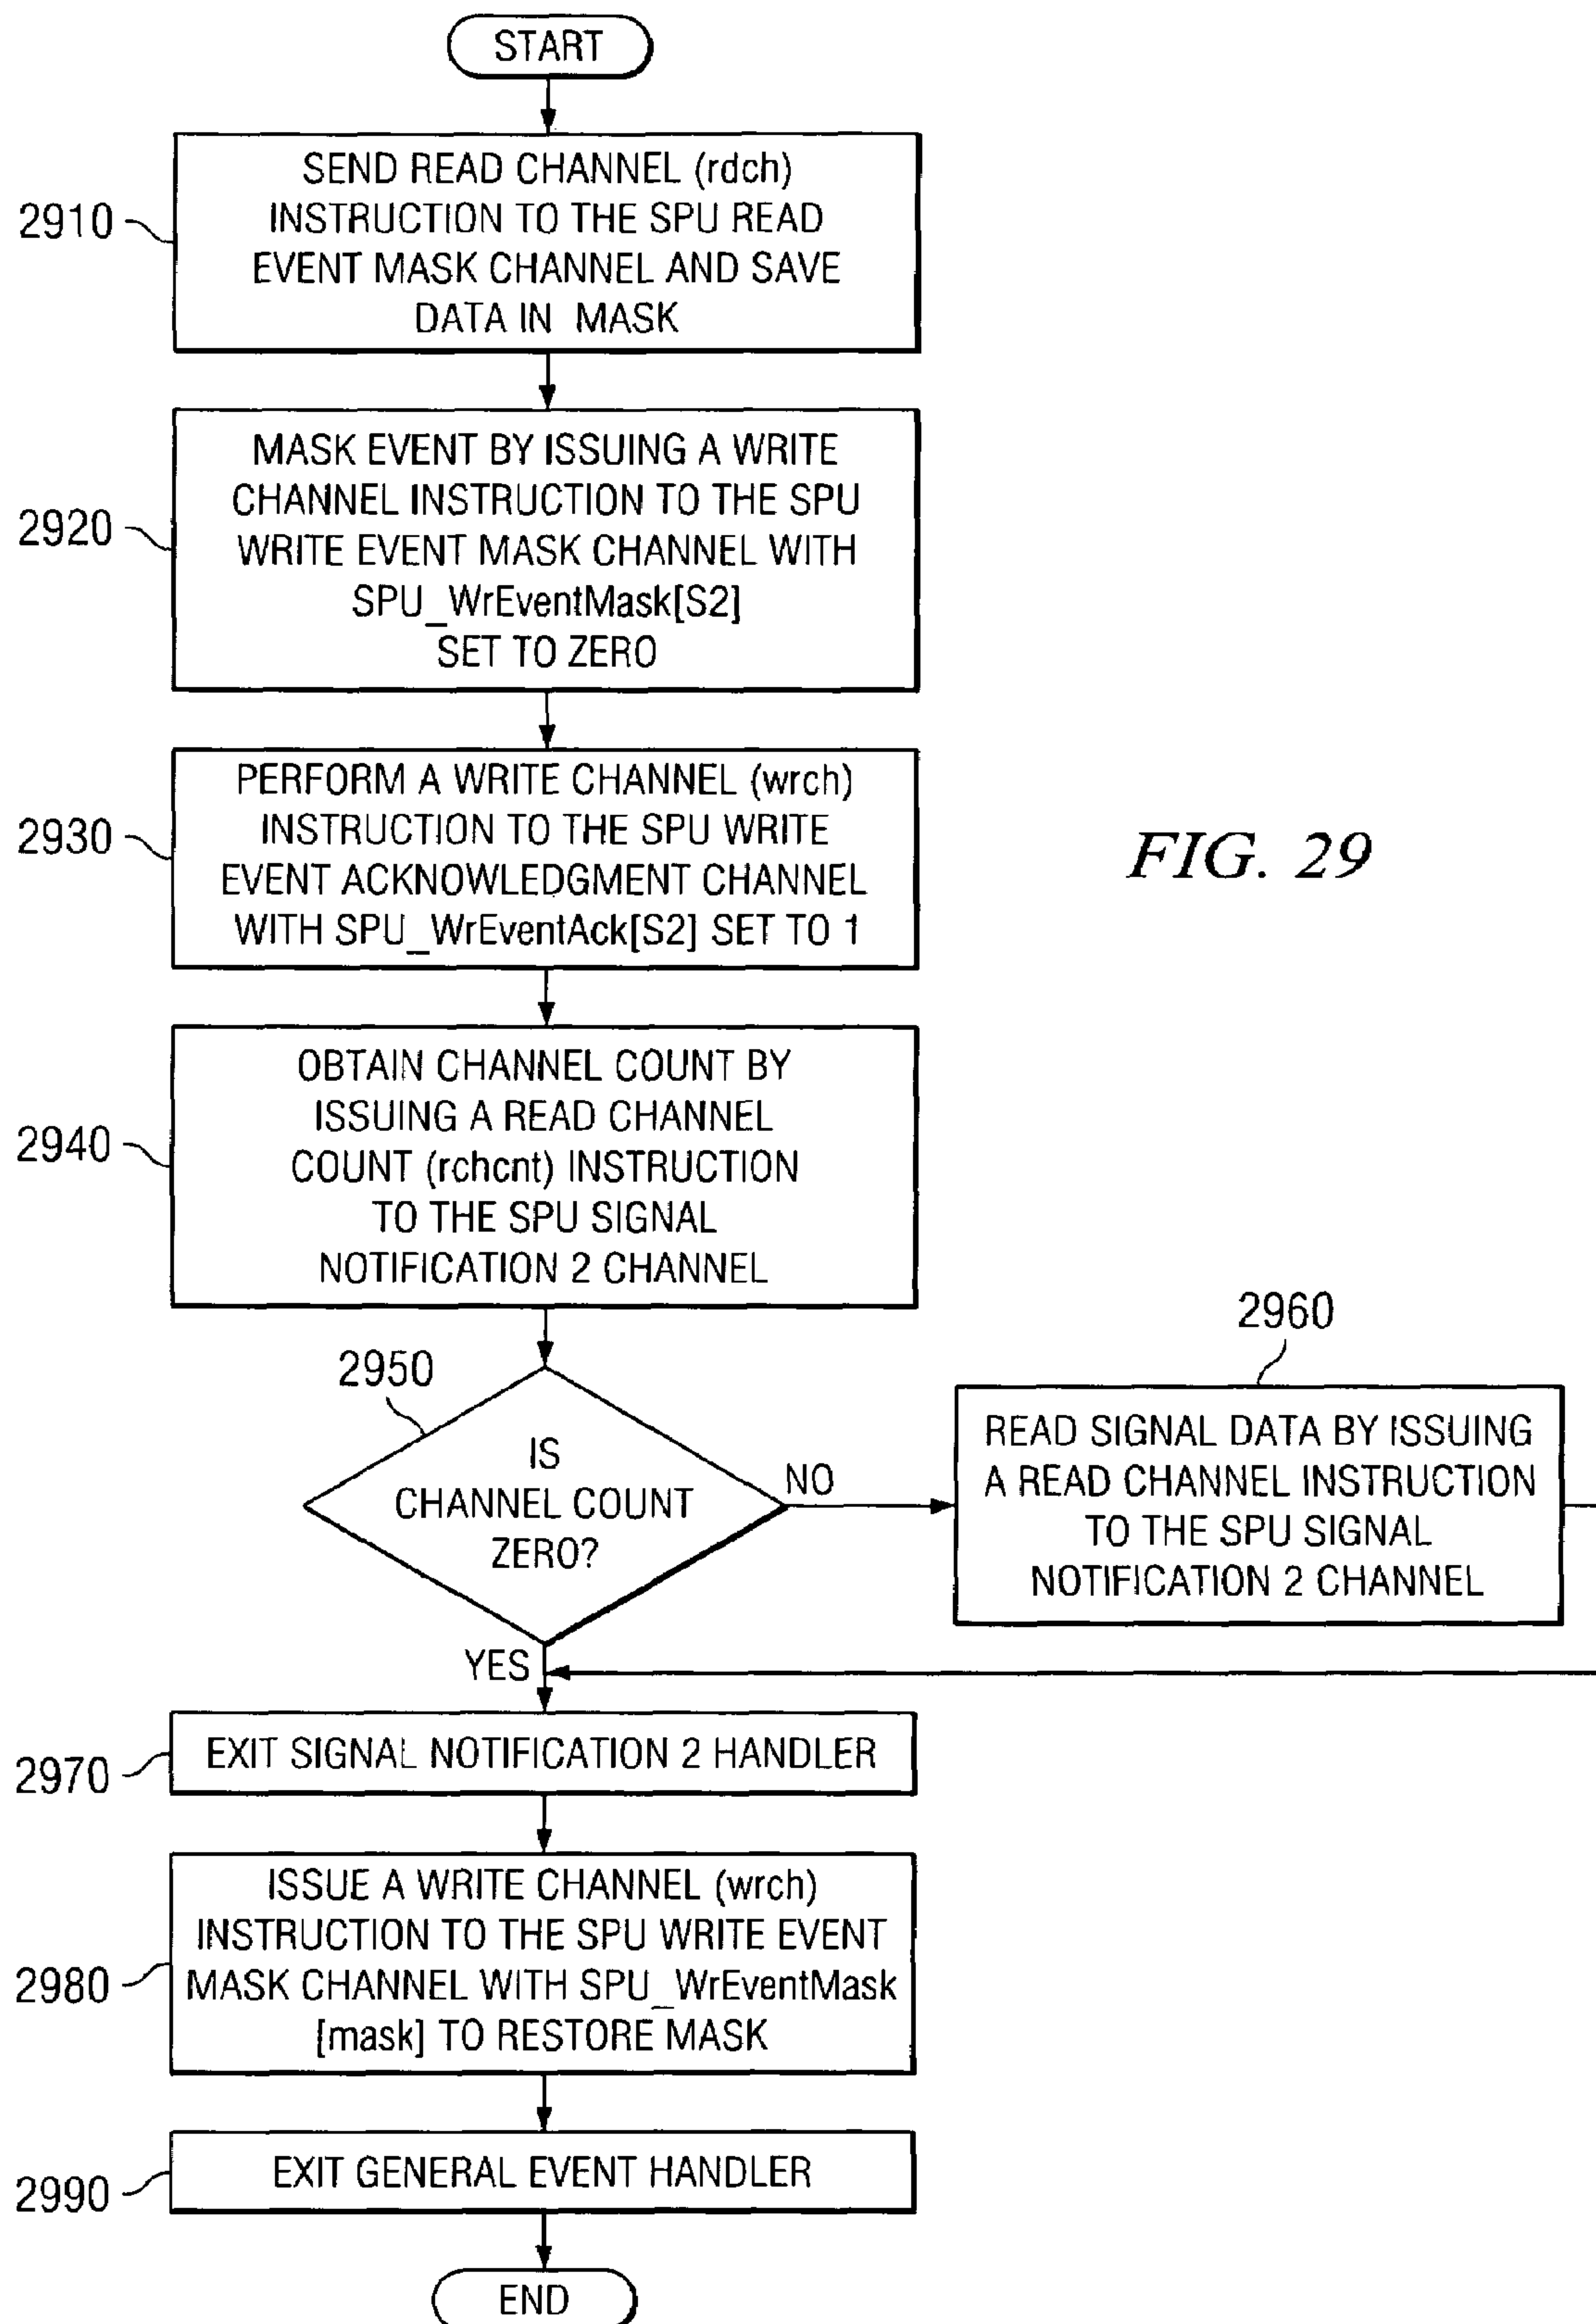 START
2910
SEND READ CHANNEL (rdch)
INSTRUCTION TO THE SPU READ
EVENT MASK CHANNEL AND SAVE
DATA IN MASK
2920
MASK EVENT BY ISSUING A WRITE
CHANNEL INSTRUCTION TO THE SPU
WRITE EVENT MASK CHANNEL WITH
SPU_WrEventMask[S2]
SET TO ZERO
2930
PERFORM A WRITE CHANNEL (wrch)
INSTRUCTION TO THE SPU WRITE
EVENT ACKNOWLEDGMENT CHANNEL
WITH SPU_WrEventAck[S2] SET TO 1
FIG. 29
2940
OBTAIN CHANNEL COUNT BY
ISSUING A READ CHANNEL
COUNT (rchcnt) INSTRUCTION
TO THE SPU SIGNAL
NOTIFICATION 2 CHANNEL
2950
IS
CHANNEL COUNT
ZERO?
NO
2960
READ SIGNAL DATA BY ISSUING
A READ CHANNEL INSTRUCTION
TO THE SPU SIGNAL
NOTIFICATION 2 CHANNEL
YES
2970
EXIT SIGNAL NOTIFICATION 2 HANDLER
2980
ISSUE A WRITE CHANNEL (wrch)
INSTRUCTION TO THE SPU WRITE EVENT
MASK CHANNEL WITH SPU_WrEventMask
[mask] TO RESTORE MASK
2990
EXIT GENERAL EVENT HANDLER
END